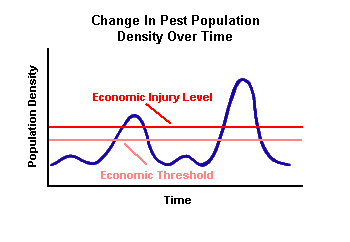 Change In Pest Population
Density Over Time
Economic Injury Level
Population Density
Economic Threshold
Time